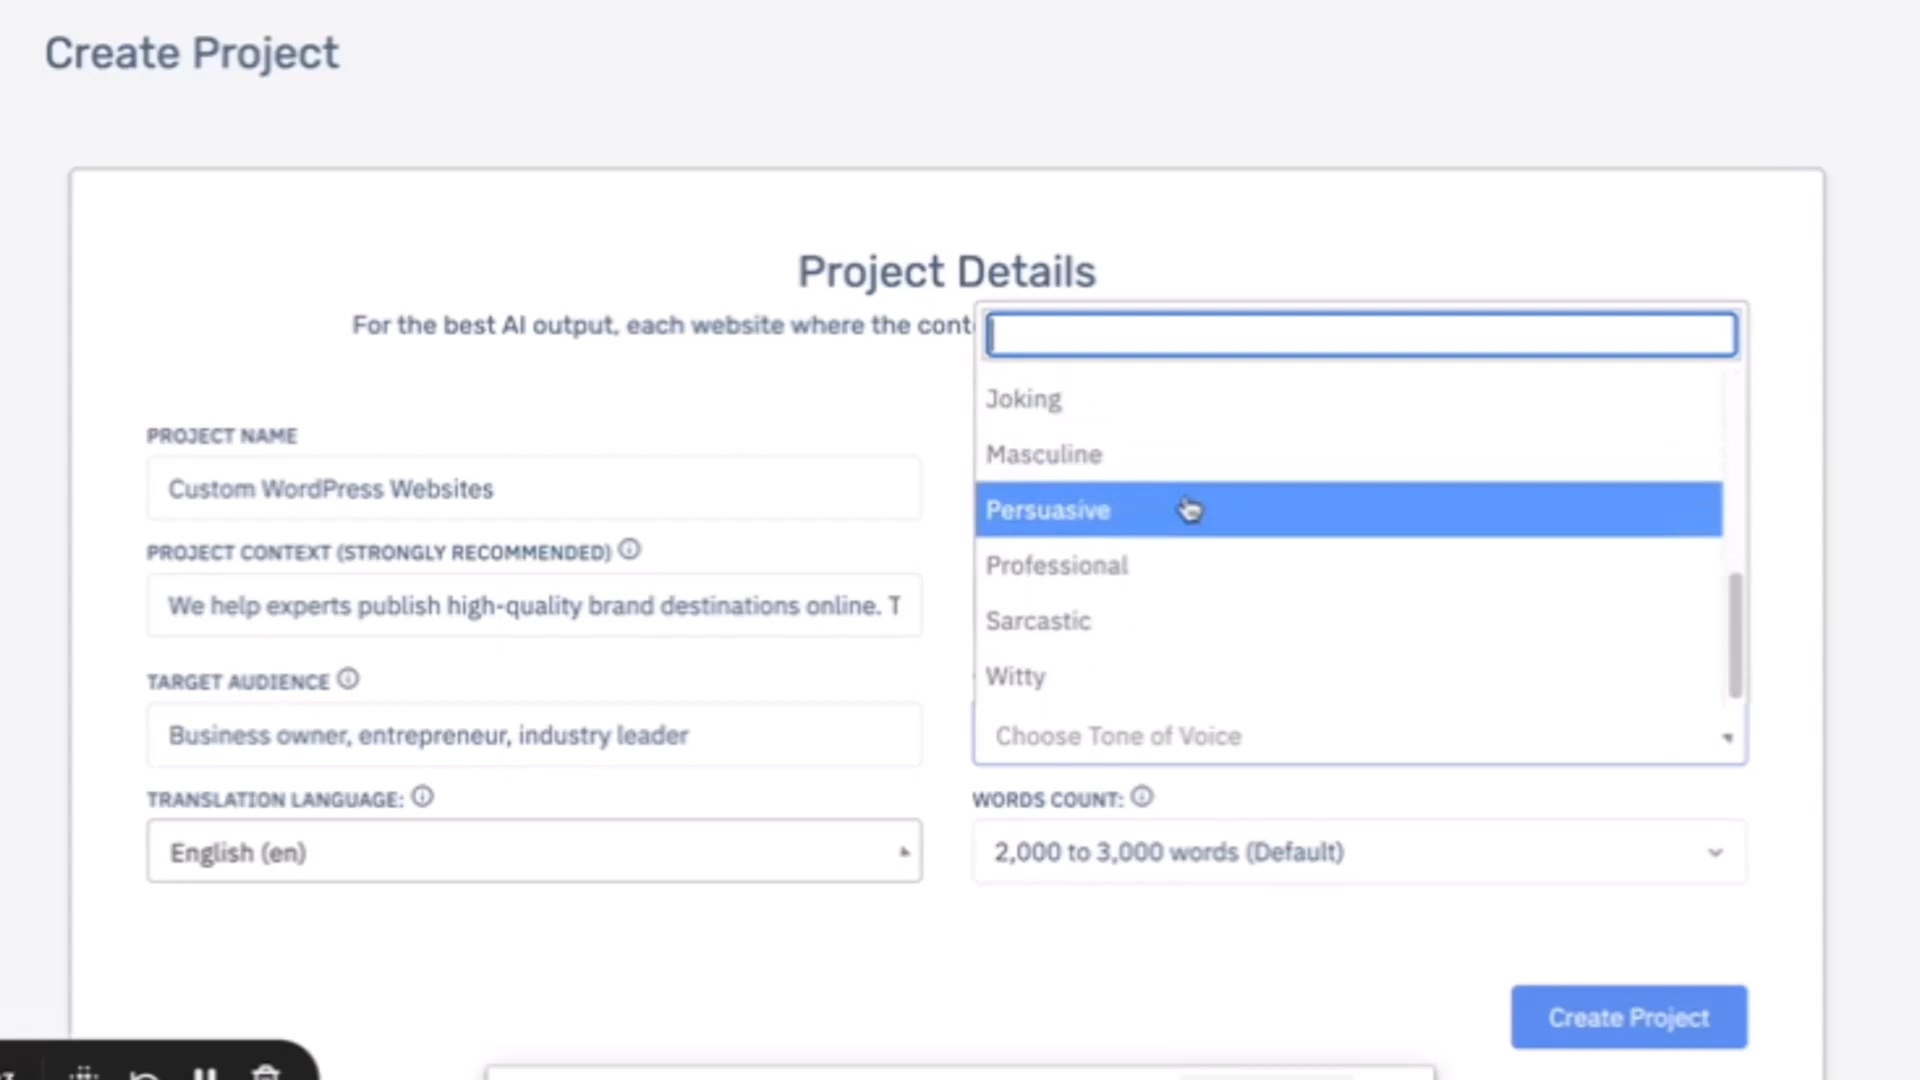 Create Project
Project Details
For the best AI output, each website where the
PROJECT NAME
Custom WordPress Websites
PROJECT CONTEXT (STRONGLY RECOMMENDED)
We help experts publish high-quality brand destinations online. T
TARGET AUDIENCE
Business owner, entrepreneur, industry leader
Joking
Masculine
Persuasive
Professional
Sarcastic
Witty
Choose Tone of Voice
TRANSLATION LANGUAGE:
English (en)
WORDS COUNT:
2,000 to 3,000 words (Default)
Create Project